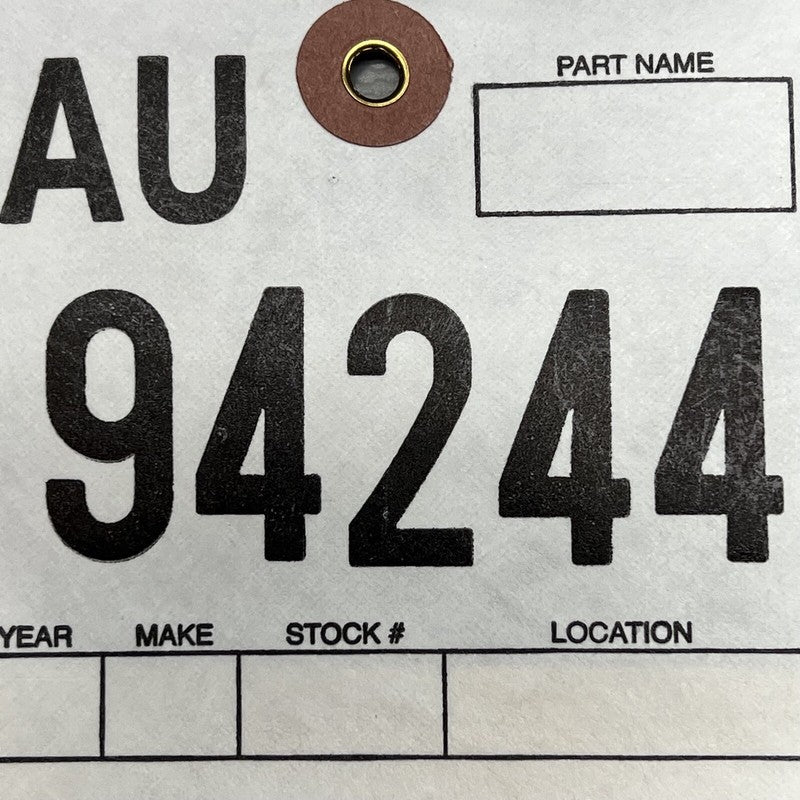 AU
PART NAME
94244
YEAR MAKE STOCK # LOCATION